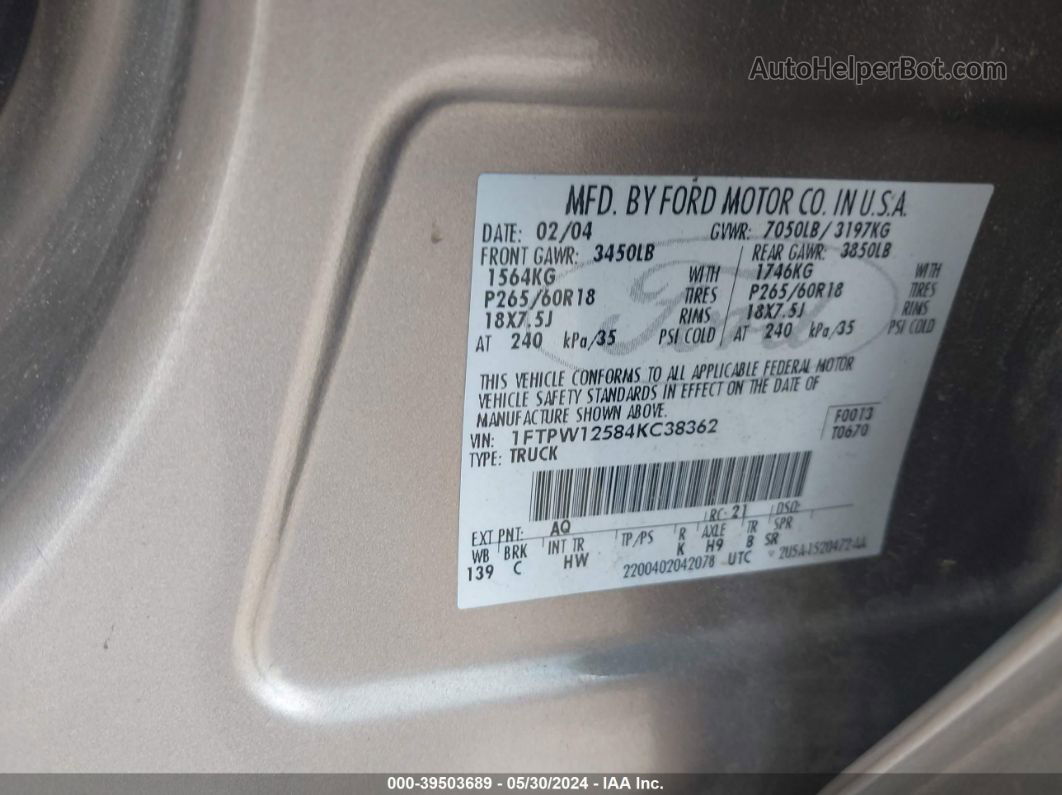 AutoHelperBot.com
MFD. BY FORD MOTOR CO. IN U.S.A.
DATE: 02/04 GVWR: 7050LB/ 3197KG
FRONT GAWR: 3450LB REAR GAWR: 3850LB
1564KG WITH 1746KG WITH
P265/60R18 TIRES P265/60R18 TIRES
18X7.5J RIMS 18X7.5J RIMS
AT 240 kPa/35 PSI COLD AT 240 kPa/35 PSI COLD
Ford
THIS VEHICLE CONFORMS TO ALL APPLICABLE FEDERAL MOTOR
VEHICLE SAFETY STANDARDS IN EFFECT ON THE DATE OF
MANUFACTURE SHOWN ABOVE.
VIN: 1FTPW12584KC38362 F0013
TYPE: TRUCK T0670
EXT PNT: AQ RC: 21 DSO:
WB BRK INT TR TP/PS R AXLE TR SPR
139 C HW K H9 B SR
2200402042078 UTC 2U5A-1520472-AA
000-39503689 - 05/30/2024 - IAA Inc.